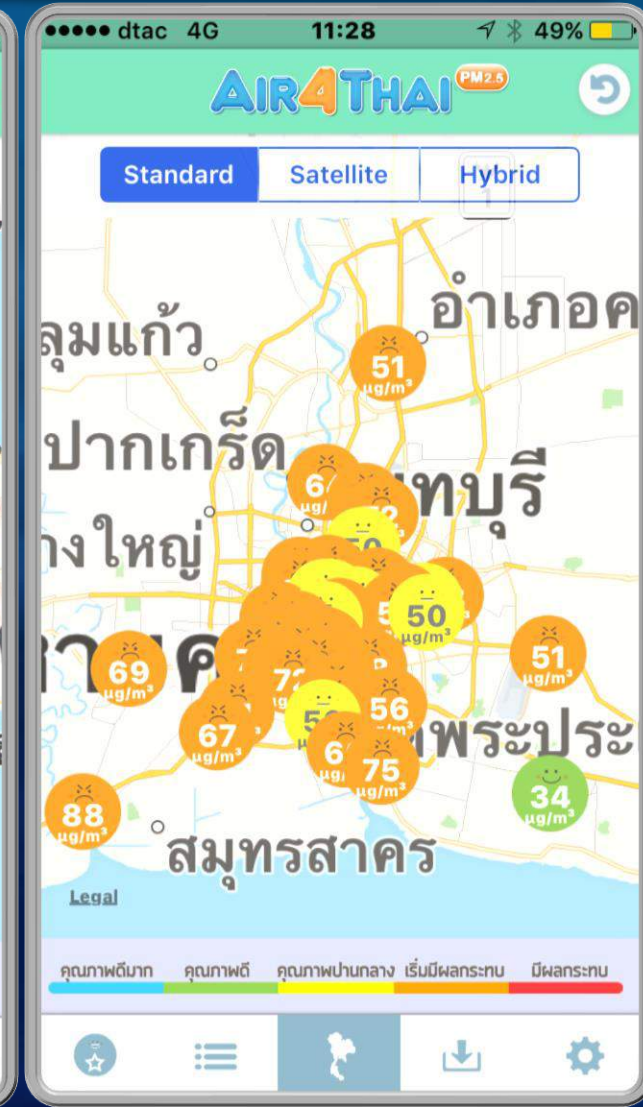 dtac 4G 11:28 49%
AIR4THAI PM2.5
Standard Satellite Hybrid
1
อำเภอค
ลุมแก้ว
51
µg/m³
ปากเกร็ด
ทบุรี
างใหญ่
50
µg/m³
69
µg/m³
51
µg/m³
56
67
µg/m³
75
µg/m³
พระประ
34
µg/m³
88
µg/m³
สมุทรสาคร
Legal
คุณภาพดีมาก คุณภาพดี คุณภาพปานกลาง เริ่มมีผลกระทบ มีผลกระทบ